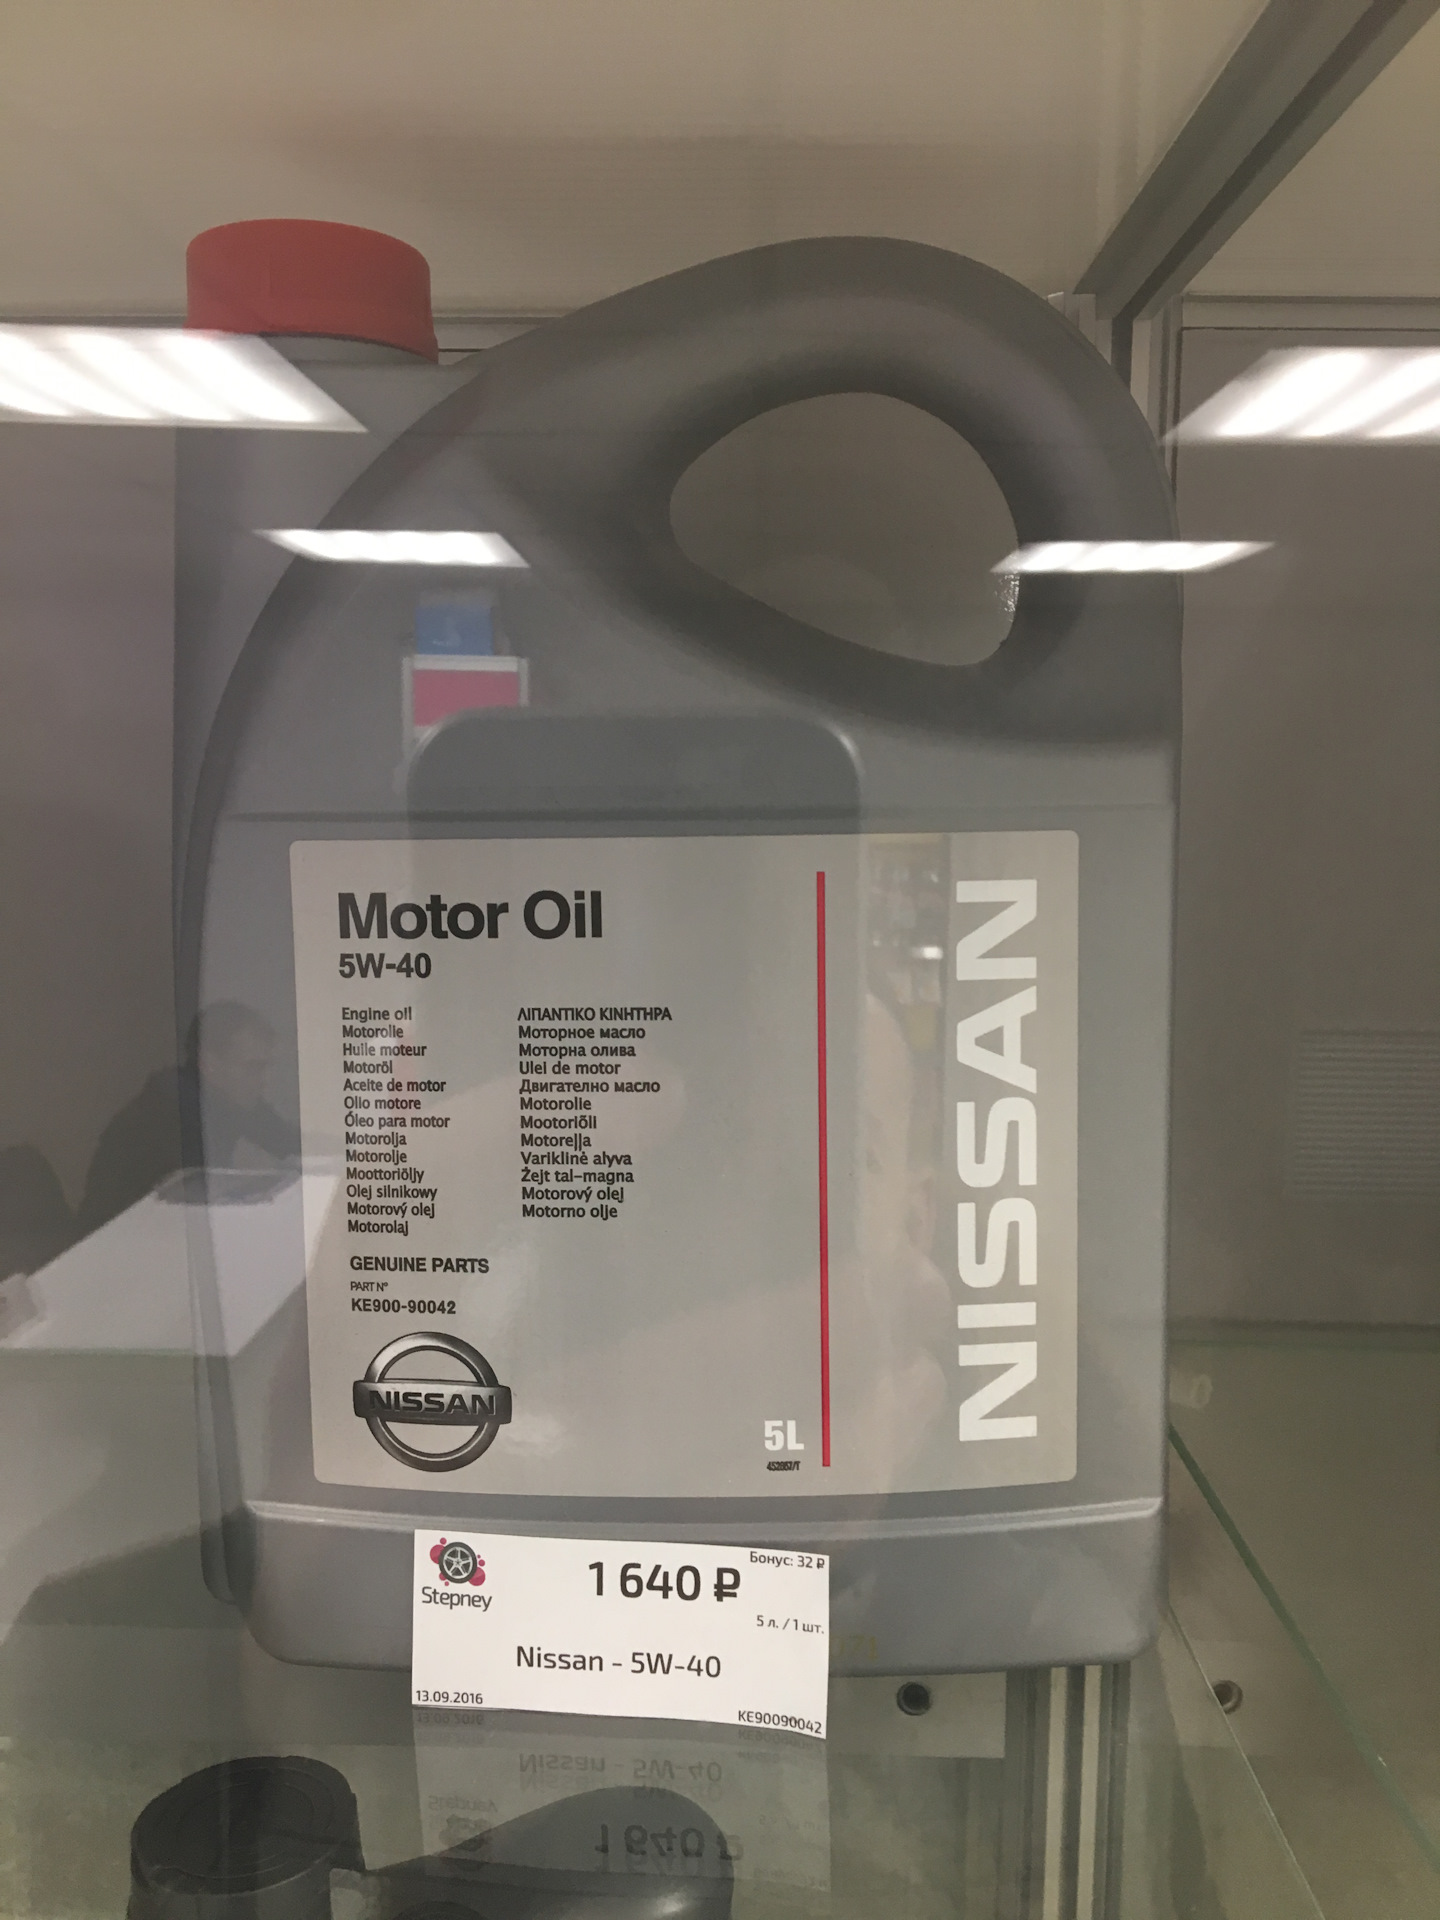 Motor Oil
5W-40
Engine oil
Motorolie
Huile moteur
Motoröl
Aceite de motor
Olio motore
Óleo para motor
Motorolja
Motorolje
Moottoriöljy
Olej silnikowy
Motorový olej
Motorolaj
ΛΙΠΑΝΤΙΚΟ ΚΙΝΗΤΗΡΑ
Моторное масло
Моторна олива
Ulei de motor
Двигателно масло
Motorolie
Mootoriõli
Motoreļļa
Variklinė alyva
Żejt tal-magna
Motorový olej
Motorno olje
GENUINE PARTS
PART Nº
KE900-90042
NISSAN
5L
NISSAN
Stepney
Бонус: 32 ₽
1 640 ₽
5 л. / 1 шт.
Nissan - 5W-40
13.09.2016
KE90090042